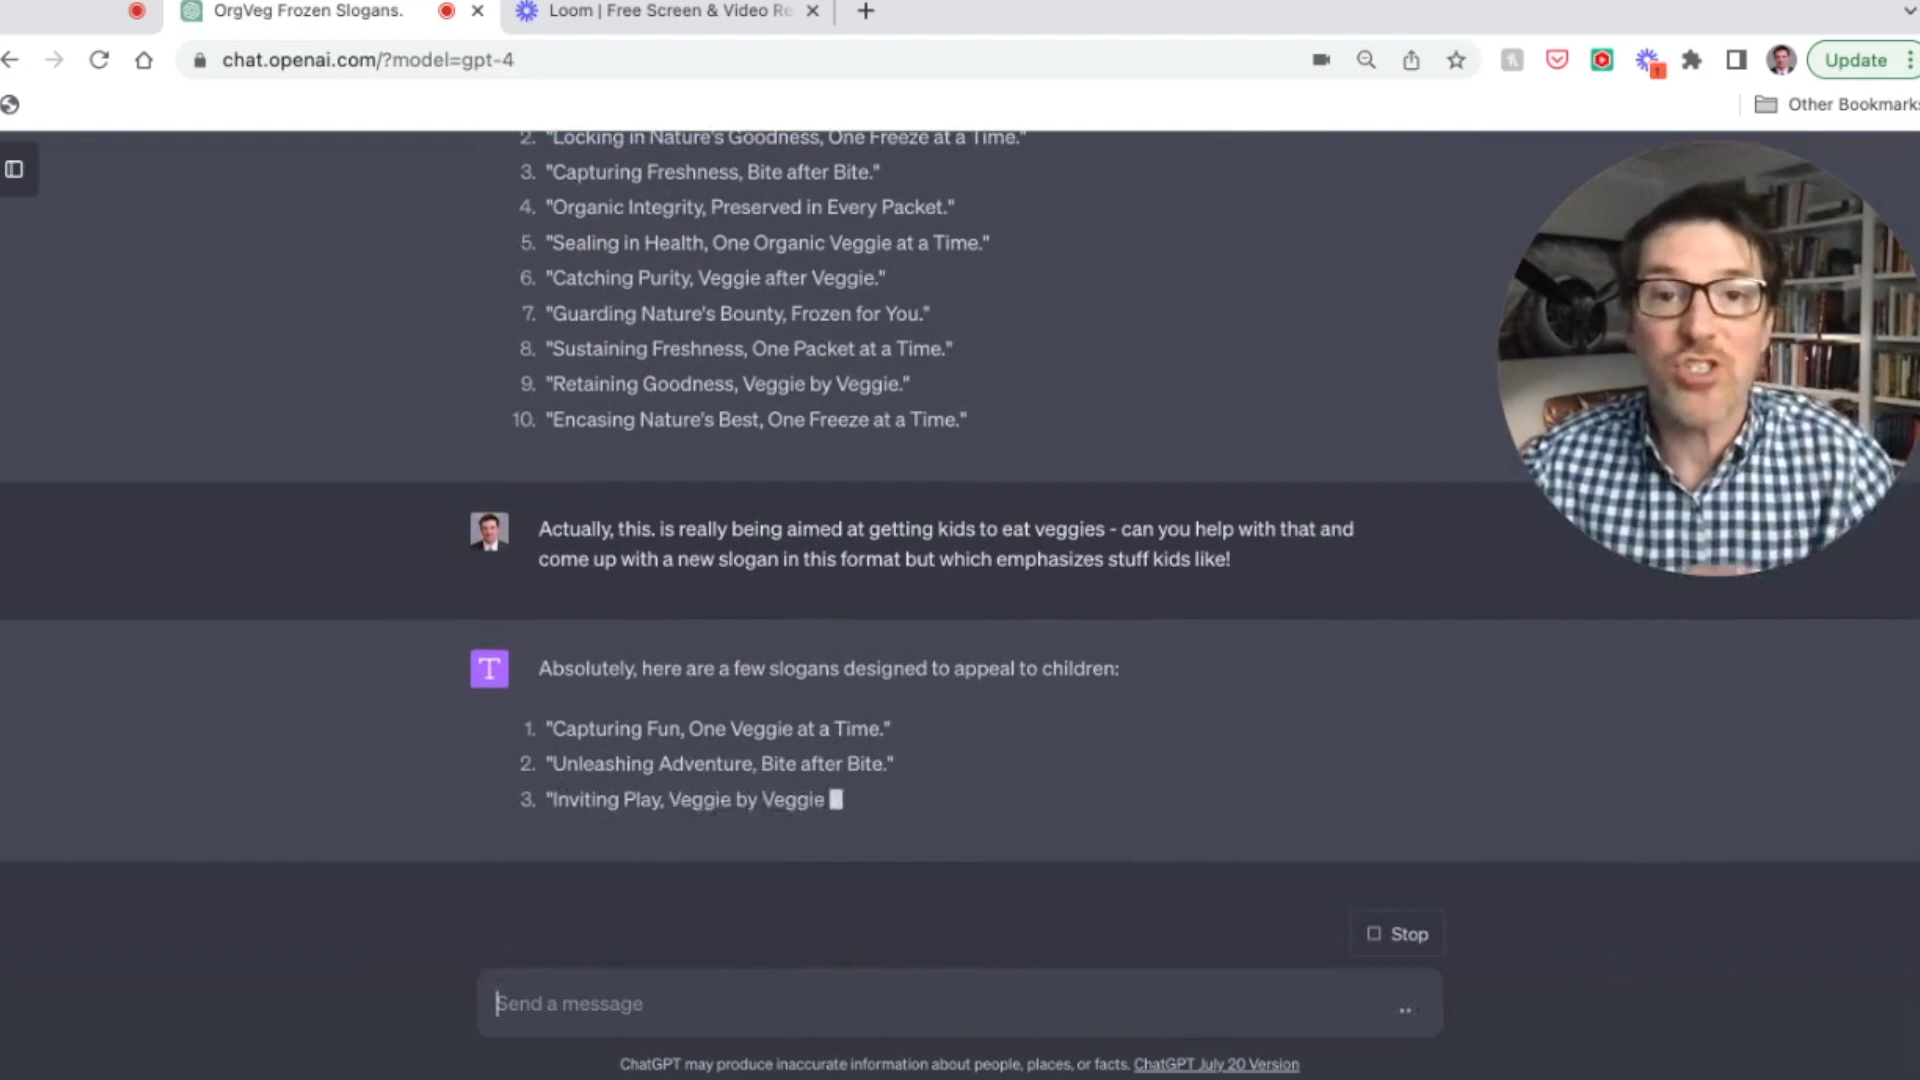 OrgVeg Frozen Slogans.
Loom | Free Screen & Video Re
chat.openai.com/?model=gpt-4
1
Update
Other Bookmarks
2. "Locking in Nature's Goodness, One Freeze at a Time."
3. "Capturing Freshness, Bite after Bite."
4. "Organic Integrity, Preserved in Every Packet."
5. "Sealing in Health, One Organic Veggie at a Time."
6. "Catching Purity, Veggie after Veggie."
7. "Guarding Nature's Bounty, Frozen for You."
8. "Sustaining Freshness, One Packet at a Time."
9. "Retaining Goodness, Veggie by Veggie."
10. "Encasing Nature's Best, One Freeze at a Time."
Actually, this. is really being aimed at getting kids to eat veggies - can you help with that and
come up with a new slogan in this format but which emphasizes stuff kids like!
T
Absolutely, here are a few slogans designed to appeal to children:
1. "Capturing Fun, One Veggie at a Time."
2. "Unleashing Adventure, Bite after Bite."
3. "Inviting Play, Veggie by Veggie
Stop
Send a message
ChatGPT may produce inaccurate information about people, places, or facts. ChatGPT July 20 Version